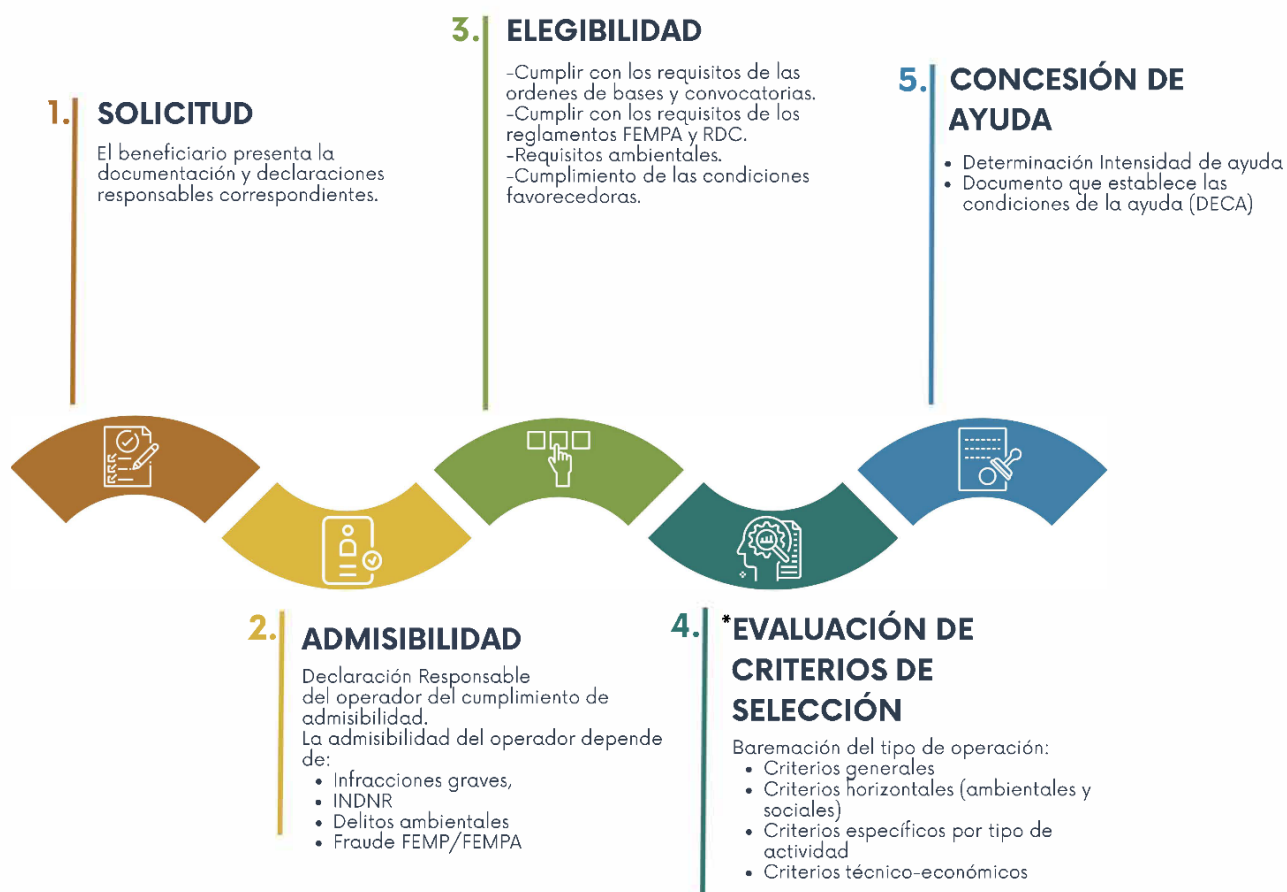 1. SOLICITUD
El beneficiario presenta la
documentación y declaraciones
responsables correspondientes.
2. ADMISIBILIDAD
Declaración Responsable
del operador del cumplimiento de
admisibilidad.
La admisibilidad del operador depende
de:
• Infracciones graves,
• INDNR
• Delitos ambientales
• Fraude FEMP/FEMPA
3. ELEGIBILIDAD
-Cumplir con los requisitos de las
ordenes de bases y convocatorias.
-Cumplir con los requisitos de los
reglamentos FEMPA y RDC.
-Requisitos ambientales.
-Cumplimiento de las condiciones
favorecedoras.
4. *EVALUACIÓN DE
CRITERIOS DE
SELECCIÓN
Baremación del tipo de operación:
• Criterios generales
• Criterios horizontales (ambientales y
sociales)
• Criterios específicos por tipo de
actividad
• Criterios técnico-económicos
5. CONCESIÓN DE
AYUDA
• Determinación Intensidad de ayuda
• Documento que establece las
condiciones de la ayuda (DECA)